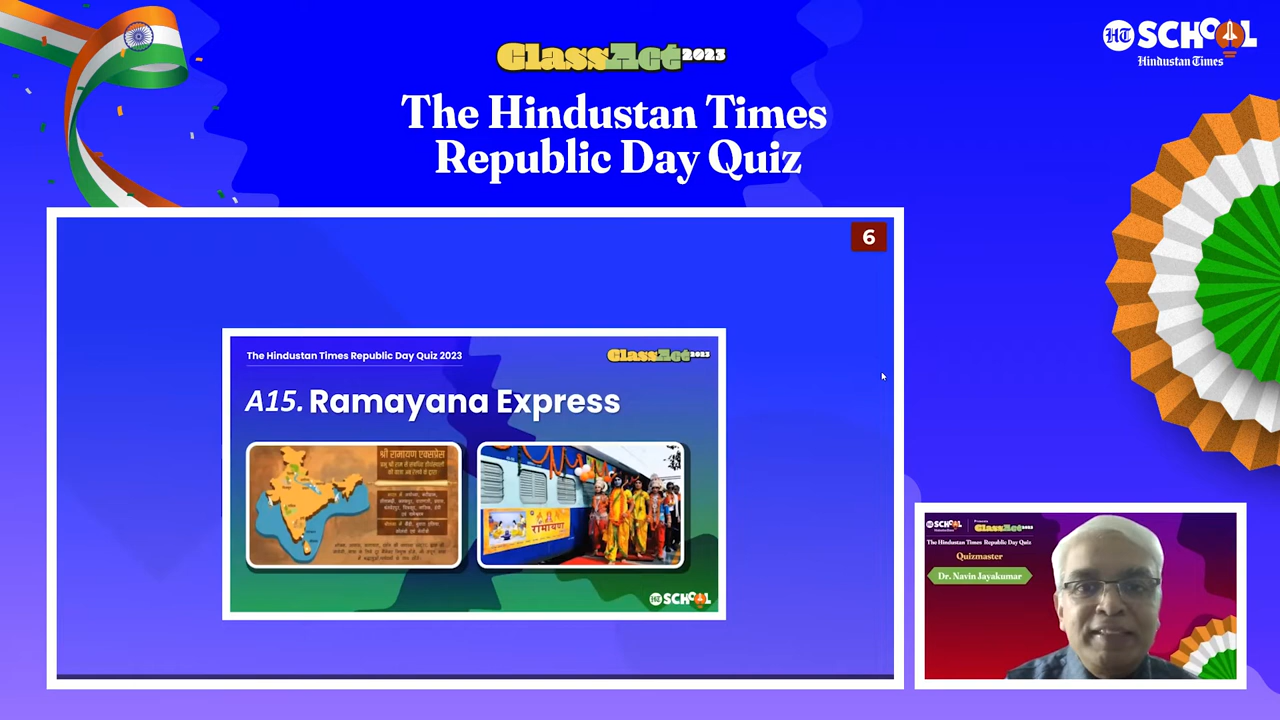 ClassAct 2023
HT SCHOOL
Hindustan Times
The Hindustan Times
Republic Day Quiz
6
The Hindustan Times Republic Day Quiz 2023
ClassAct 2023
A15. Ramayana Express
श्री रामायण एक्सप्रेस
रामायण
HT SCHOOL
HT SCHOOL
Presents
ClassAct 2023
The Hindustan Times Republic Day Quiz
Quizmaster
Dr. Navin Jayakumar